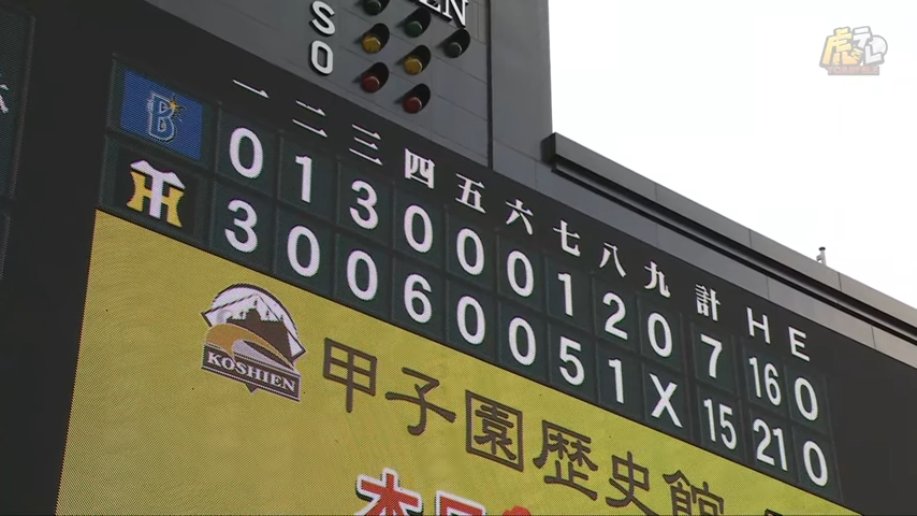 S
O
虎テレ
一 二 三 四 五 六 七 八 九 計 H E
B 0 1 3 0 0 0 1 2 0 7 16 0
TH 3 0 0 6 0 0 5 1 X 15 21 0
KOSHIEN
甲子園歴史館